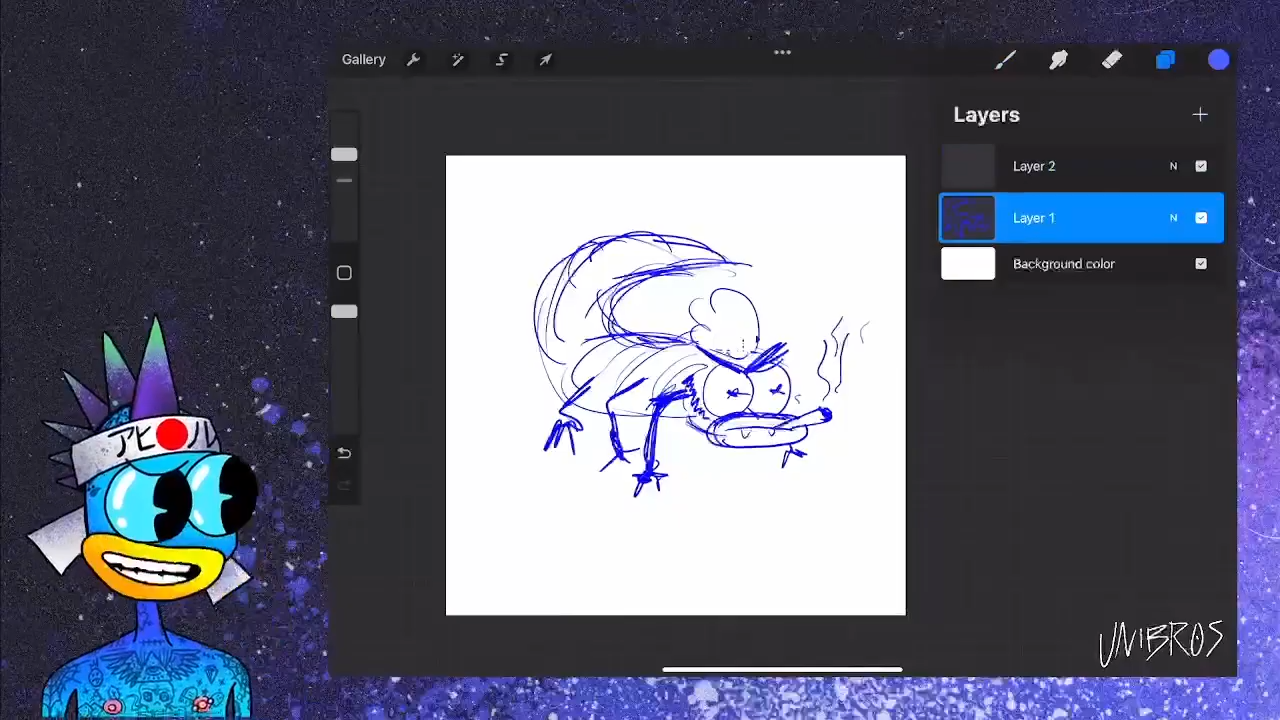 Gallery
Layers
Layer 2 N
Layer 1 N
Background color
アヒ ル
UNIBROS